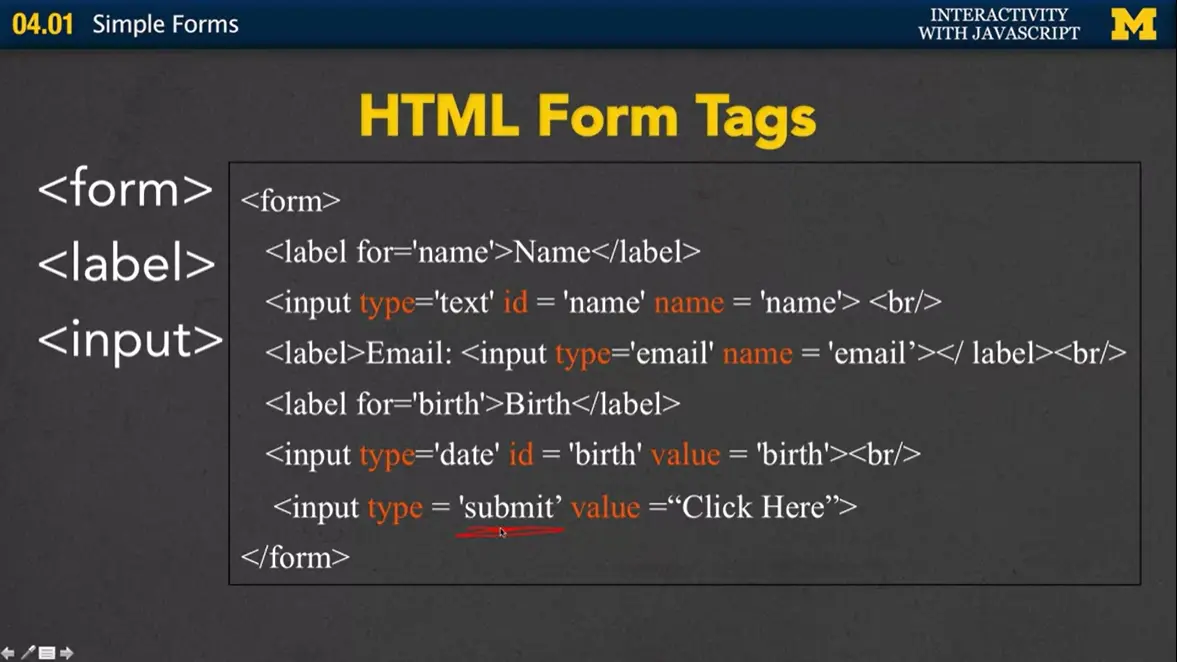 04.01 Simple Forms
INTERACTIVITY
WITH JAVASCRIPT
M
HTML Form Tags
<form>
<label>
<input>
<form>
<label for='name'>Name</label>
<input type='text' id = 'name' name = 'name'> <br/>
<label>Email: <input type='email' name = 'email’></ label><br/>
<label for='birth'>Birth</label>
<input type='date' id = 'birth' value = 'birth'><br/>
<input type = 'submit’ value =“Click Here”>
</form>